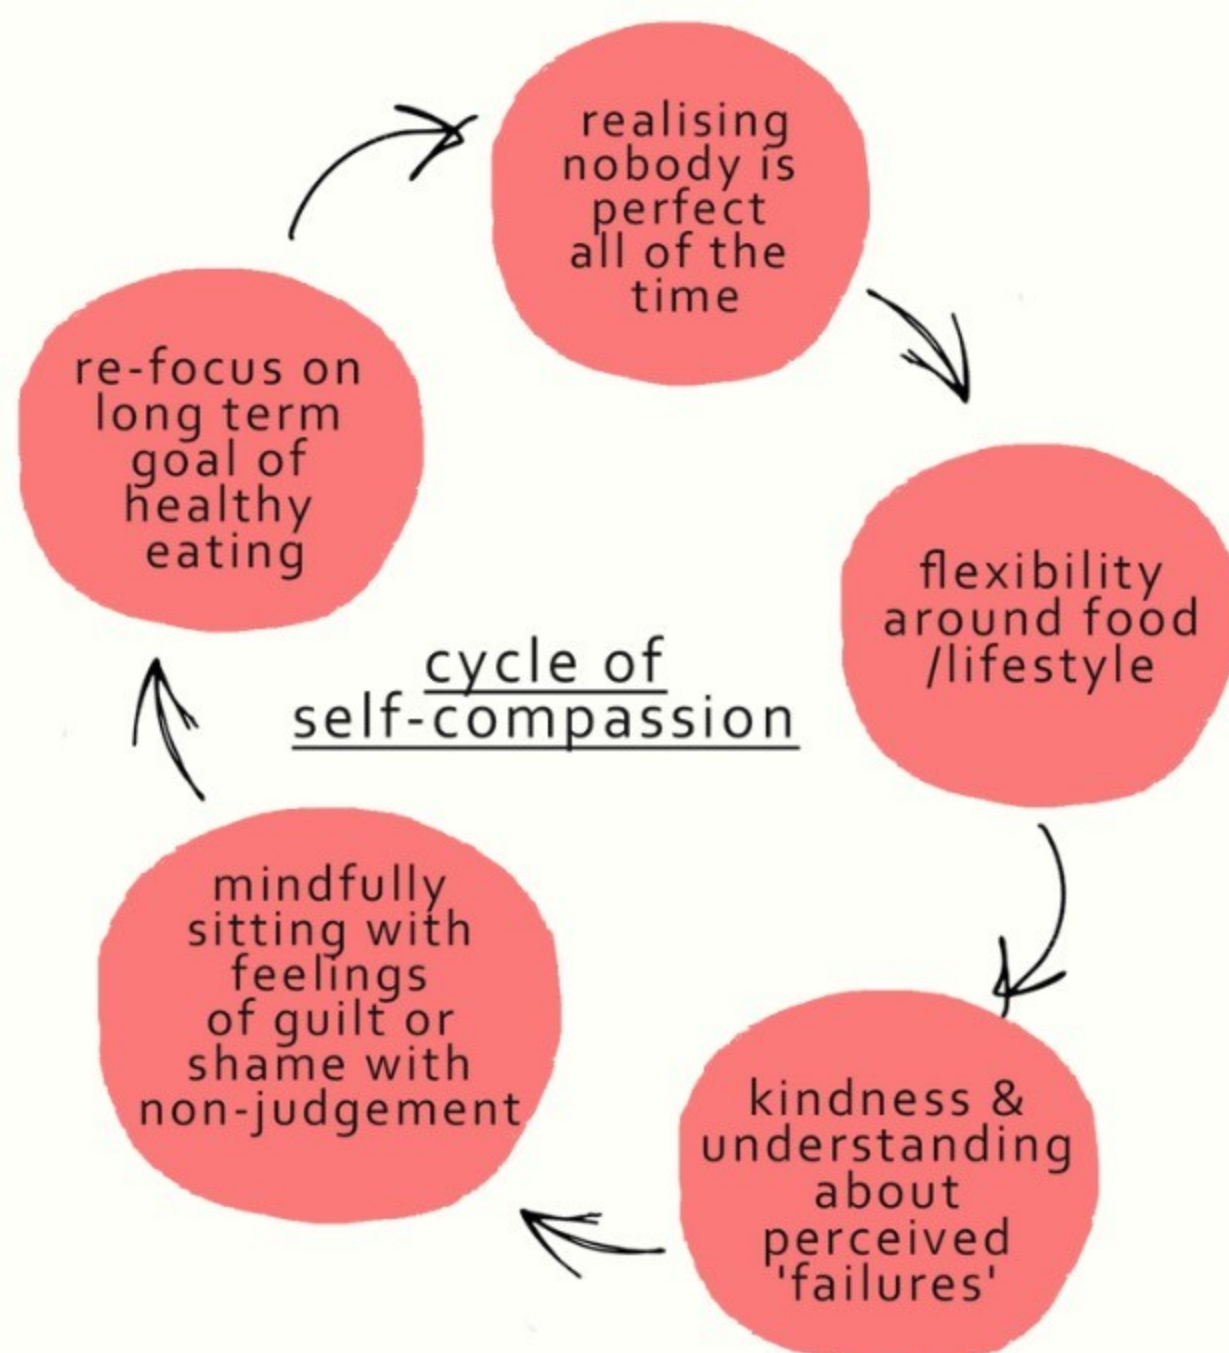 realising
nobody is
perfect
all of the
time
flexibility
around food
/lifestyle
kindness &
understanding
about
perceived
'failures'
mindfully
sitting with
feelings
of guilt or
shame with
non-judgement
re-focus on
long term
goal of
healthy
eating
cycle of
self-compassion